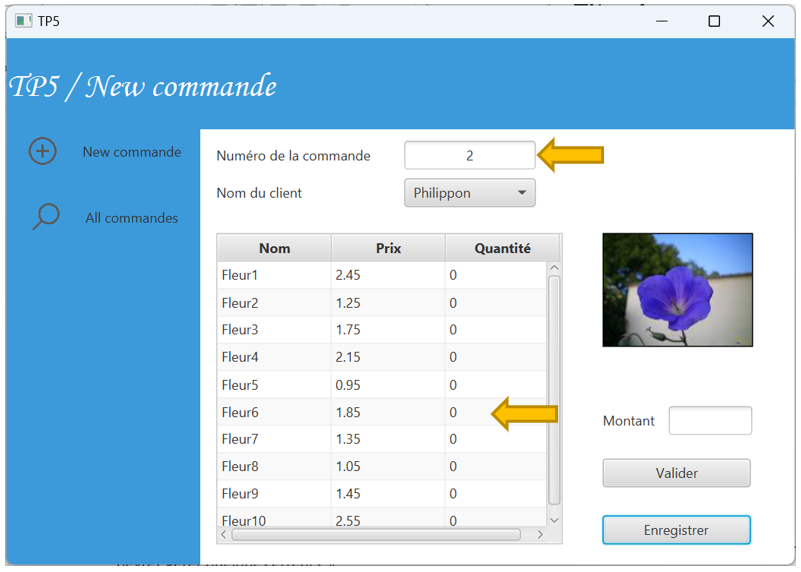 TP5
TP5 / New commande
New commande
All commandes
Numéro de la commande 2
Nom du client Philippon
Nom Prix Quantité
Fleur1 2.45 0
Fleur2 1.25 0
Fleur3 1.75 0
Fleur4 2.15 0
Fleur5 0.95 0
Fleur6 1.85 0
Fleur7 1.35 0
Fleur8 1.05 0
Fleur9 1.45 0
Fleur10 2.55 0
Montant
Valider
Enregistrer